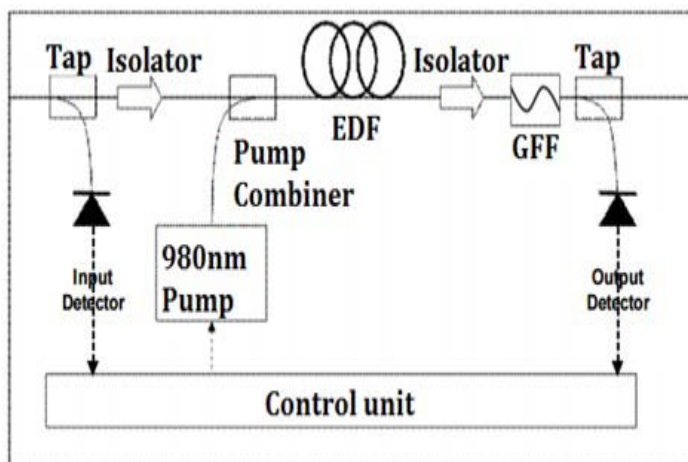 Tap
Isolator
Isolator
Tap
EDF
GFF
Pump
Combiner
980nm
Pump
Input
Detector
Output
Detector
Control unit